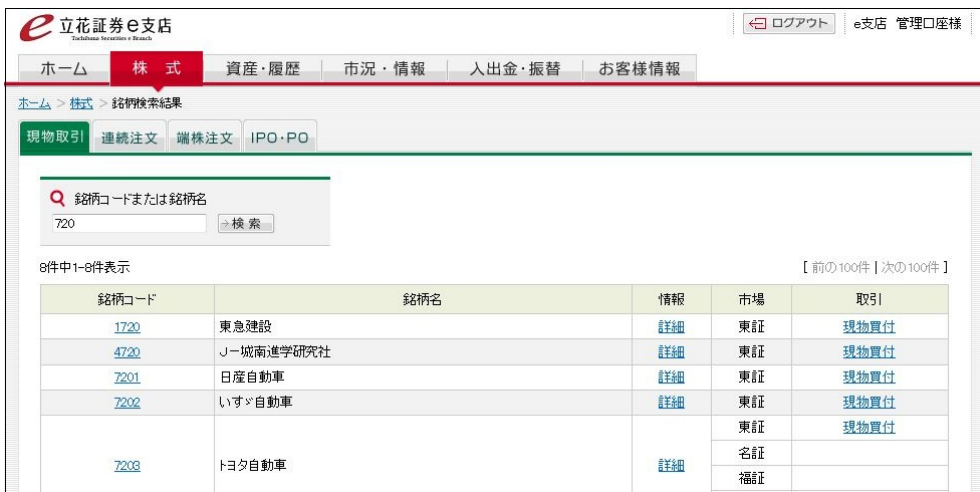 立花証券e支店
Tachibana Securities e Branch
ログアウト
e支店 管理口座様
ホーム 株 式 資産・履歴 市況・情報 入出金・振替 お客様情報
ホーム > 株式 > 銘柄検索結果
現物取引 連続注文 端株注文 IPO・PO
銘柄コードまたは銘柄名
720 検 索
8件中1-8件表示 [ 前の100件 | 次の100件 ]
銘柄コード 銘柄名 情報 市場 取引
1720 東急建設 詳細 東証 現物買付
4720 J-城南進学研究社 詳細 東証 現物買付
7201 日産自動車 詳細 東証 現物買付
7202 いすゞ自動車 詳細 東証 現物買付
東証 現物買付
名証
7203 トヨタ自動車 詳細
福証